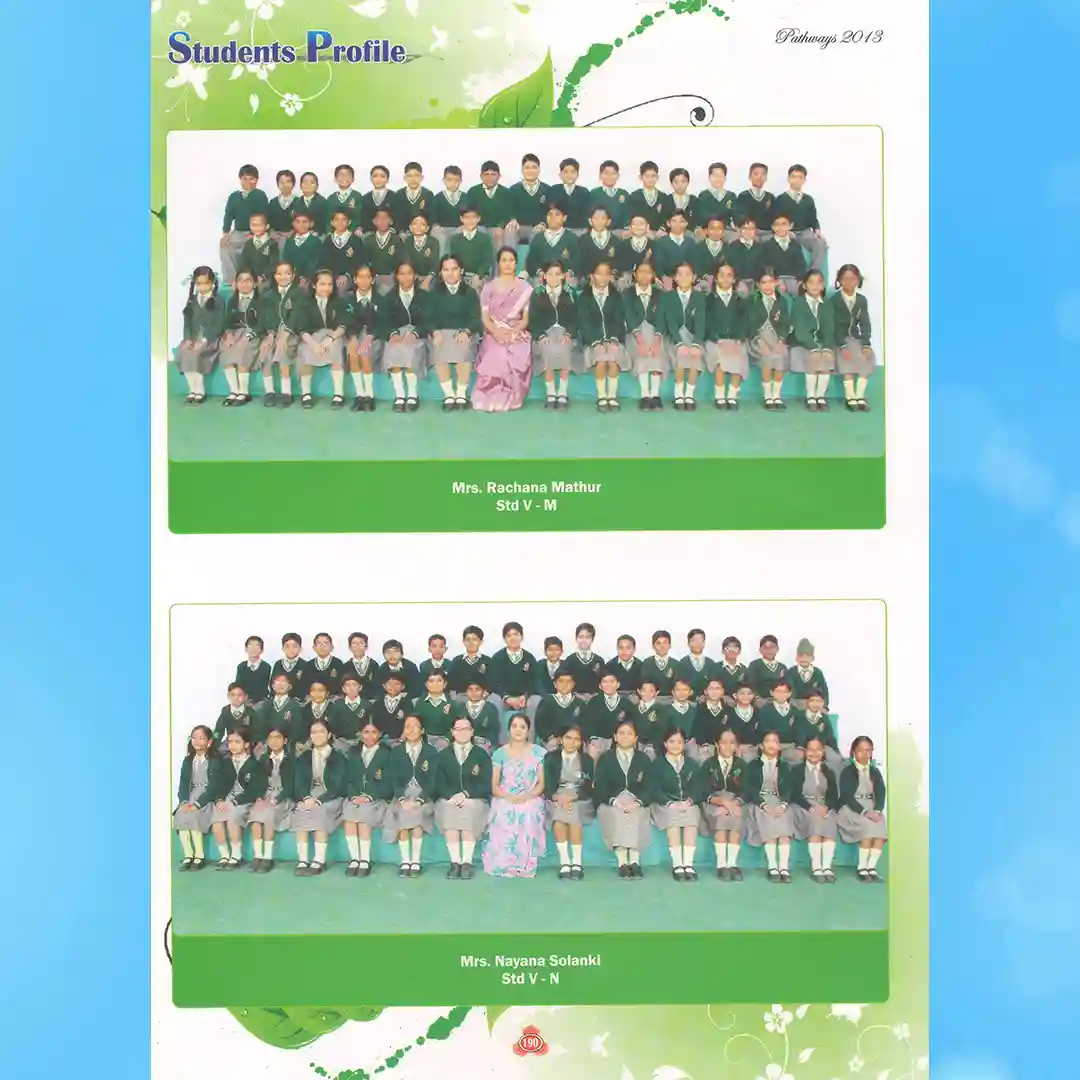 Students Profile
Pathways 2013
Mrs. Rachana Mathur
Std V - M
Mrs. Nayana Solanki
Std V - N
190